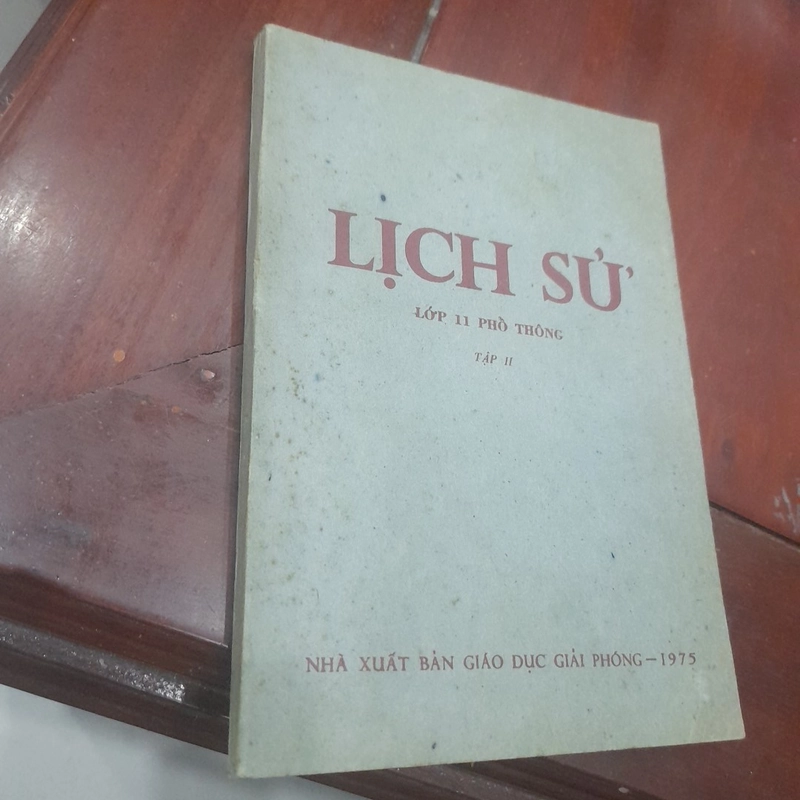 LỊCH SỬ
LỚP 11 PHỔ THÔNG
TẬP II
NHÀ XUẤT BẢN GIÁO DỤC GIẢI PHÓNG — 1975